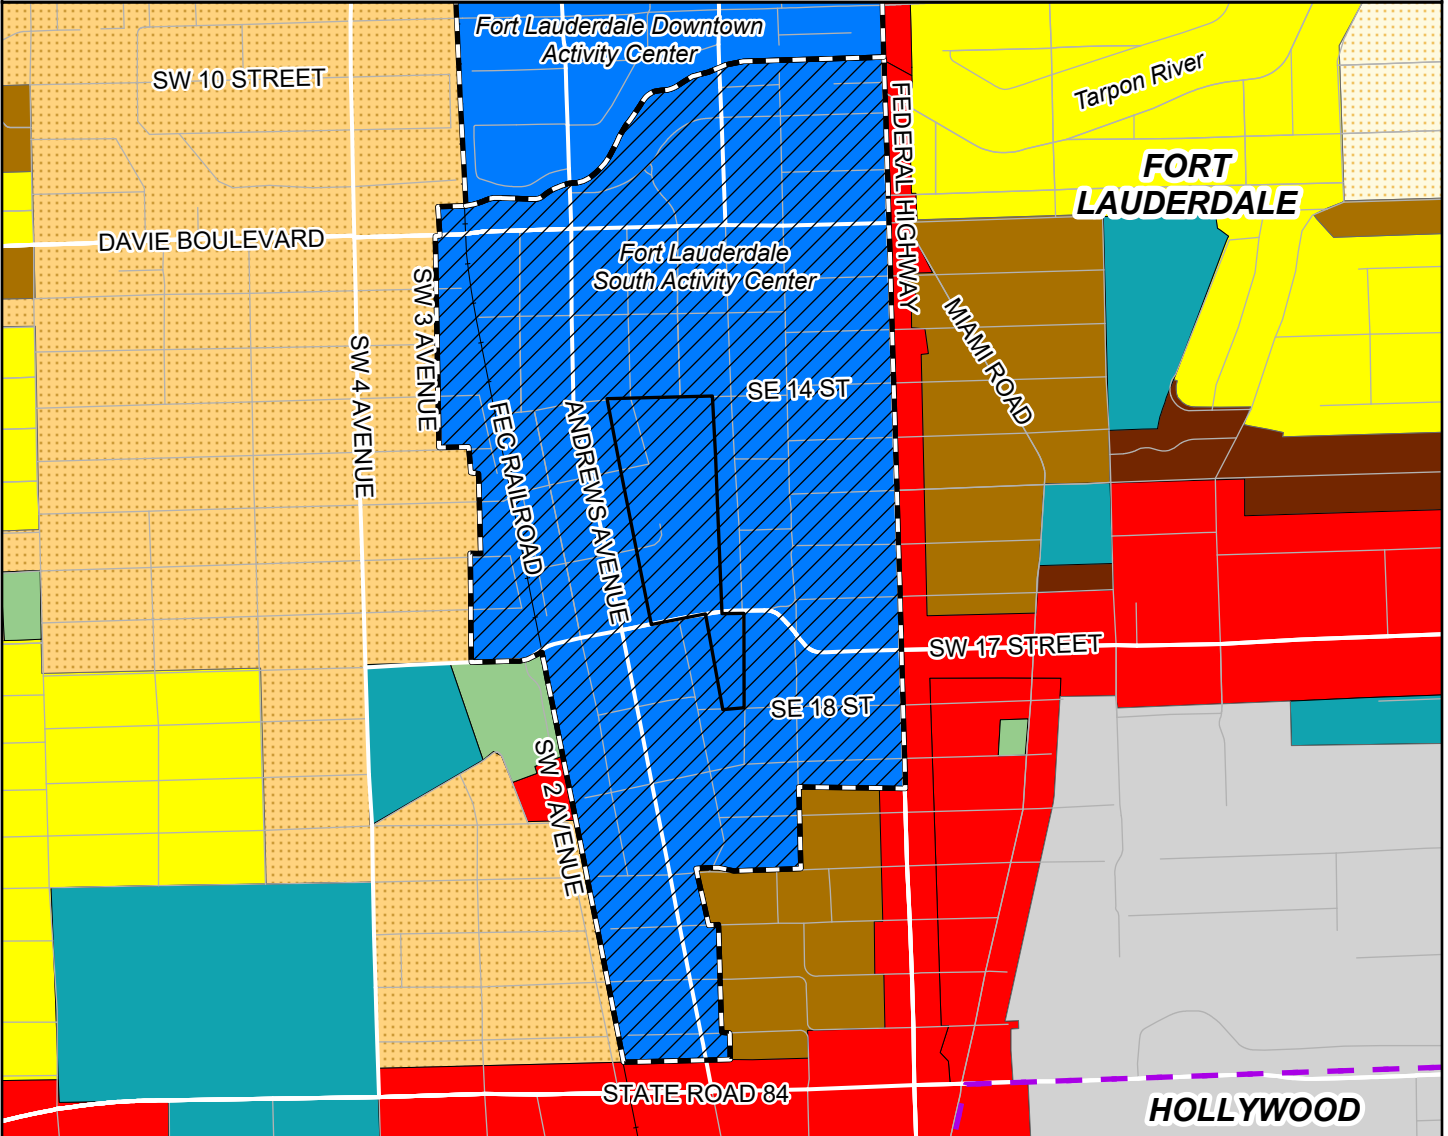 Fort Lauderdale Downtown
Activity Center
SW 10 STREET
Tarpon River
FEDERAL HIGHWAY
FORT
LAUDERDALE
DAVIE BOULEVARD
Fort Lauderdale
South Activity Center
SW 3 AVENUE
MIAMI ROAD
SW 4 AVENUE
SE 14 ST
FEC RAILROAD
ANDREWS AVENUE
SW 17 STREET
SE 18 ST
SW 2 AVENUE
STATE ROAD 84
HOLLYWOOD